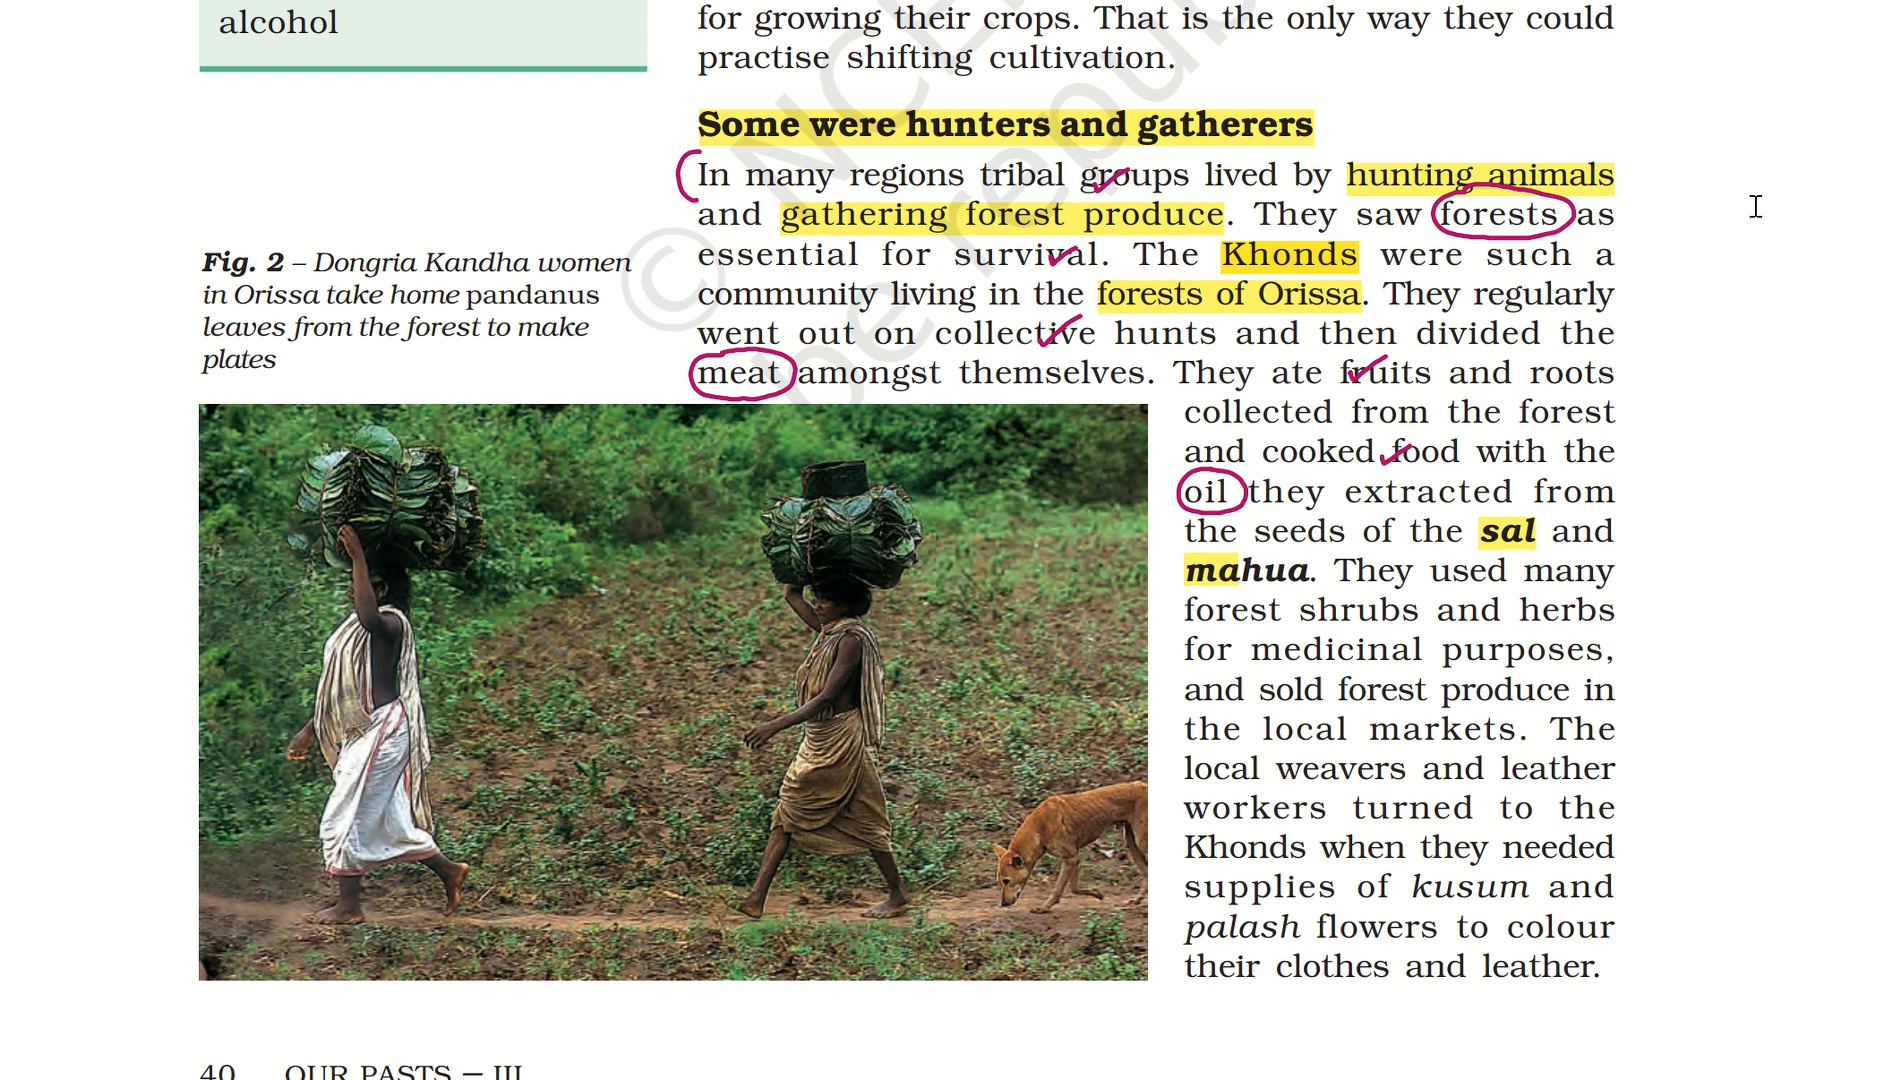 alcohol
for growing their crops. That is the only way they could
practise shifting cultivation.
Some were hunters and gatherers
In many regions tribal groups lived by hunting animals
and gathering forest produce. They saw forests as
essential for survival. The Khonds were such a
community living in the forests of Orissa. They regularly
went out on collective hunts and then divided the
meat amongst themselves. They ate fruits and roots
collected from the forest
and cooked food with the
oil they extracted from
the seeds of the sal and
mahua. They used many
forest shrubs and herbs
for medicinal purposes,
and sold forest produce in
the local markets. The
local weavers and leather
workers turned to the
Khonds when they needed
supplies of kusum and
palash flowers to colour
their clothes and leather.
Fig. 2 – Dongria Kandha women
in Orissa take home pandanus
leaves from the forest to make
plates
40 OUR PASTS – III
©
be